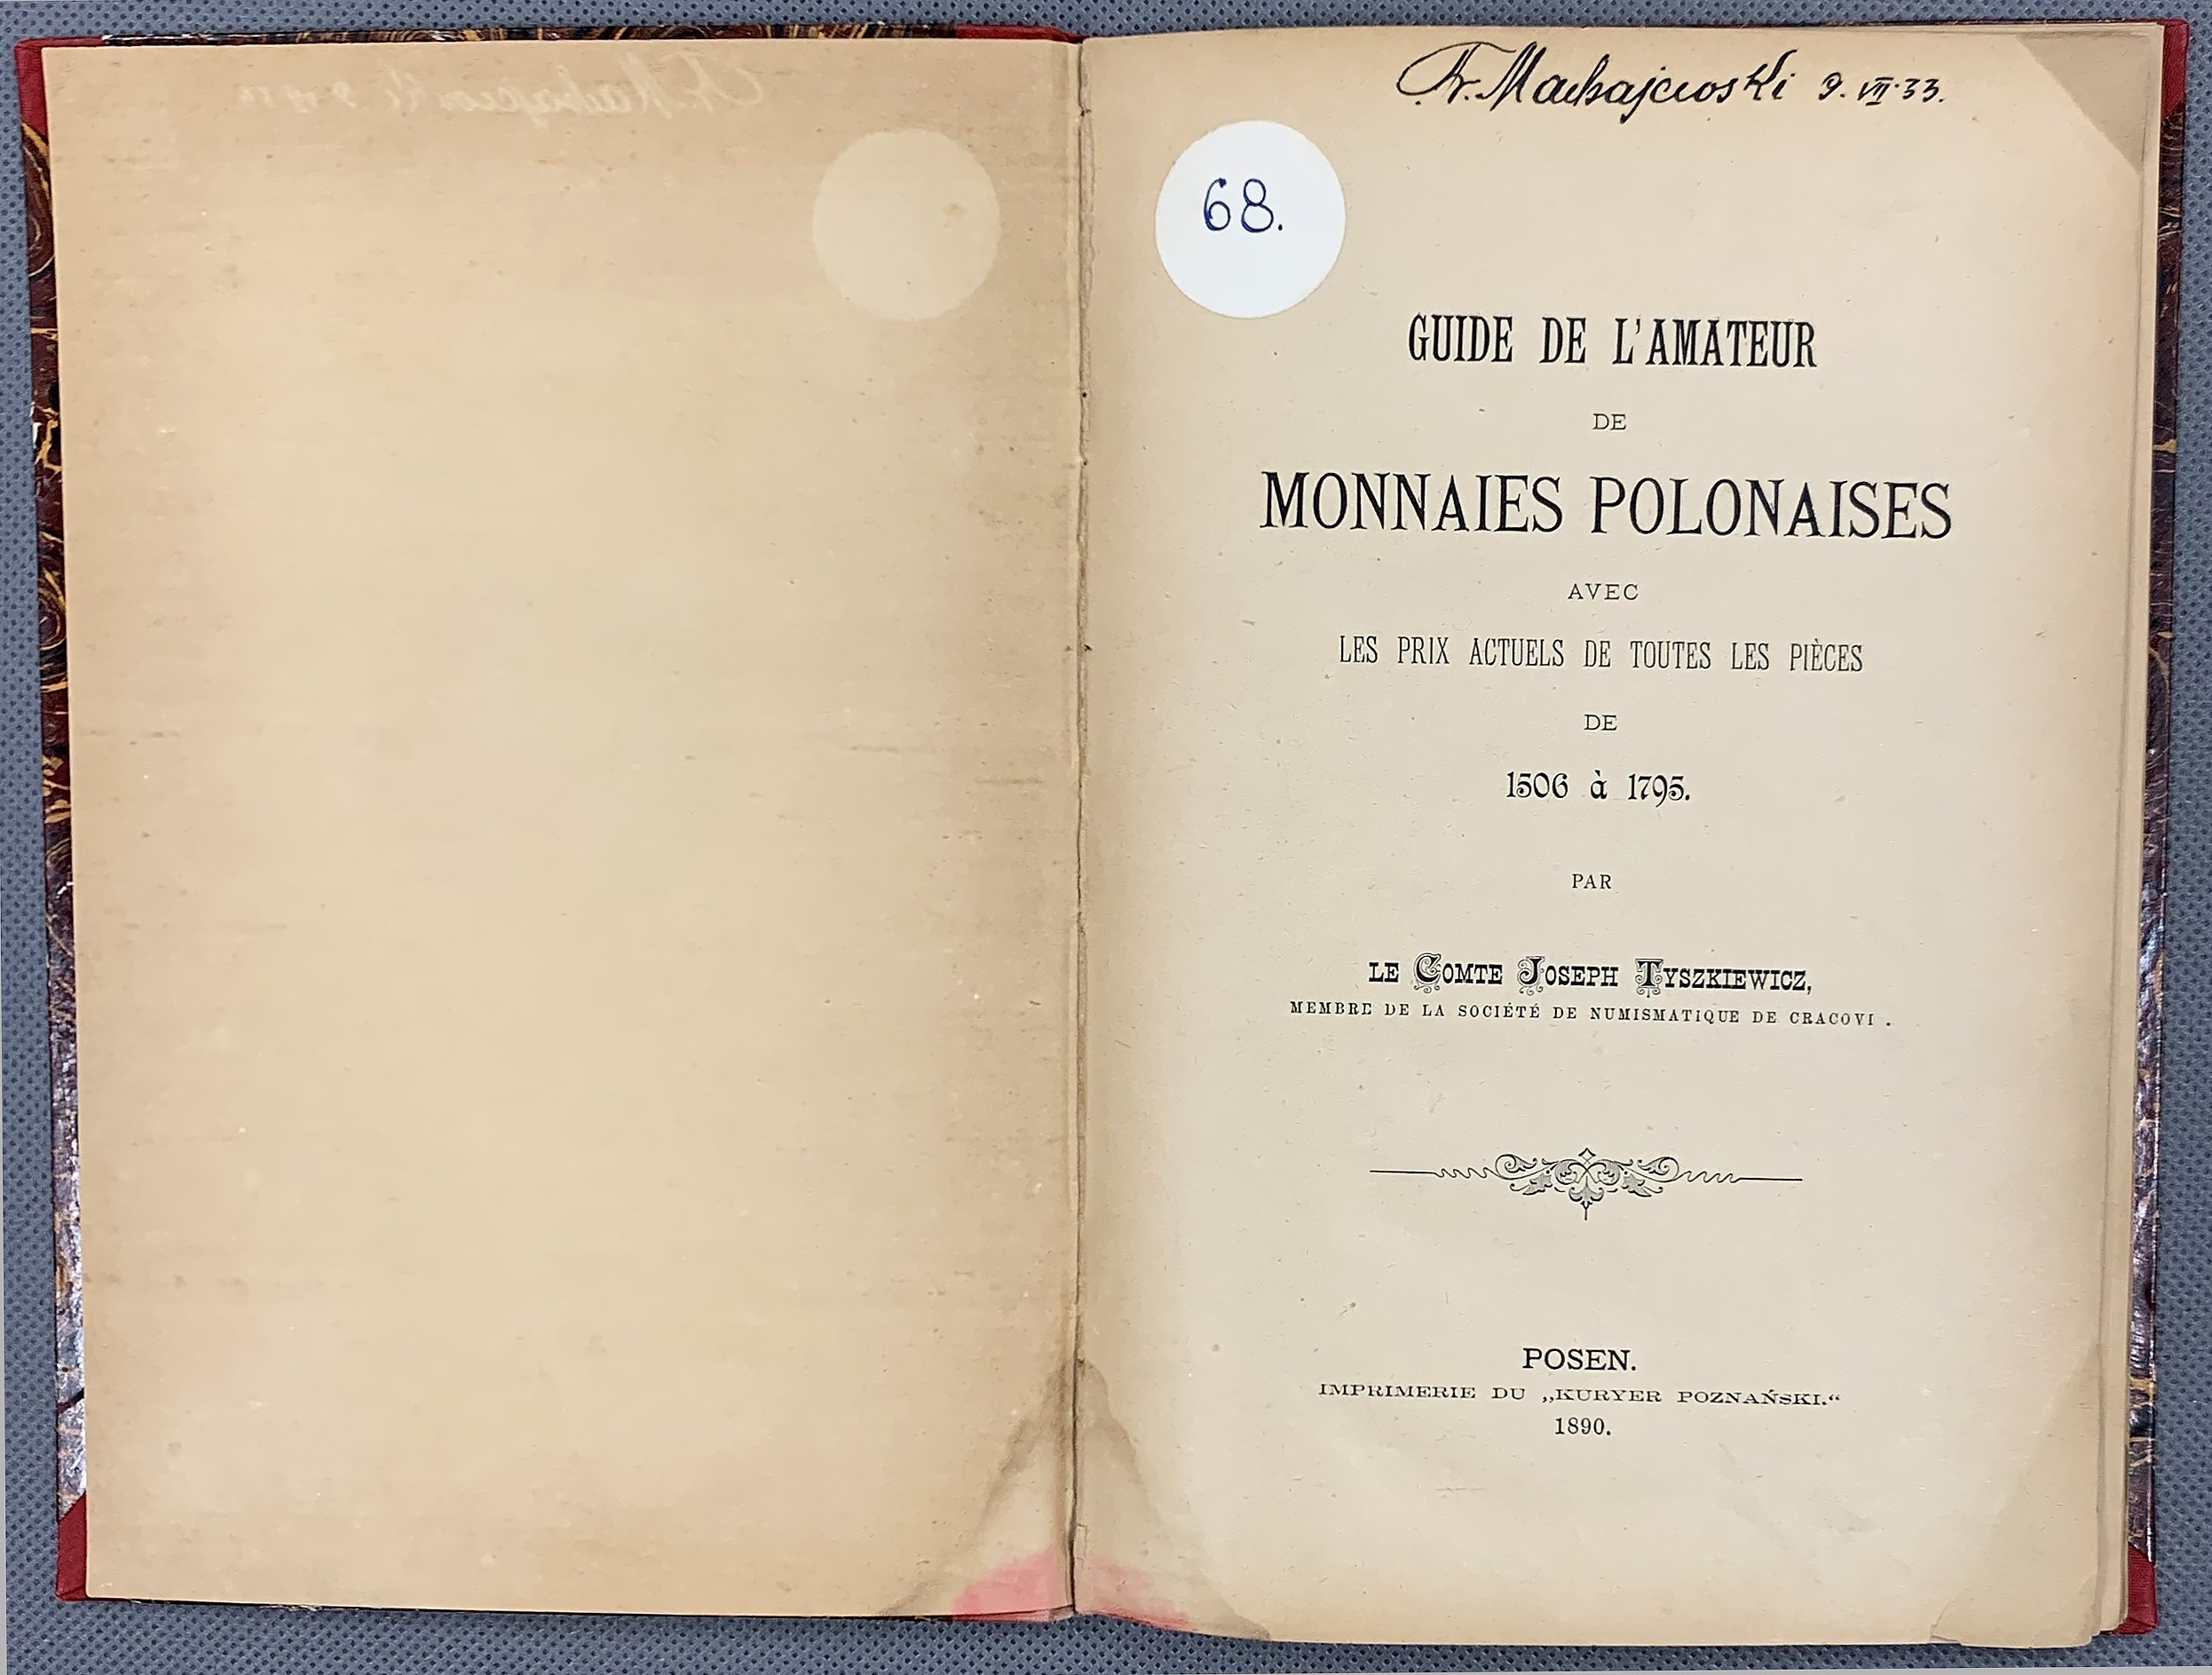 Fr. Machajewski 9. VII. 33.
68.
GUIDE DE L'AMATEUR
DE
MONNAIES POLONAISES
AVEC
LES PRIX ACTUELS DE TOUTES LES PIÈCES
DE
1506 à 1795.
PAR
LE COMTE JOSEPH TYSZKIEWICZ,
MEMBRE DE LA SOCIÉTÉ DE NUMISMATIQUE DE CRACOVI .
POSEN.
IMPRIMERIE DU „KURYER POZNAŃSKI.“
1890.